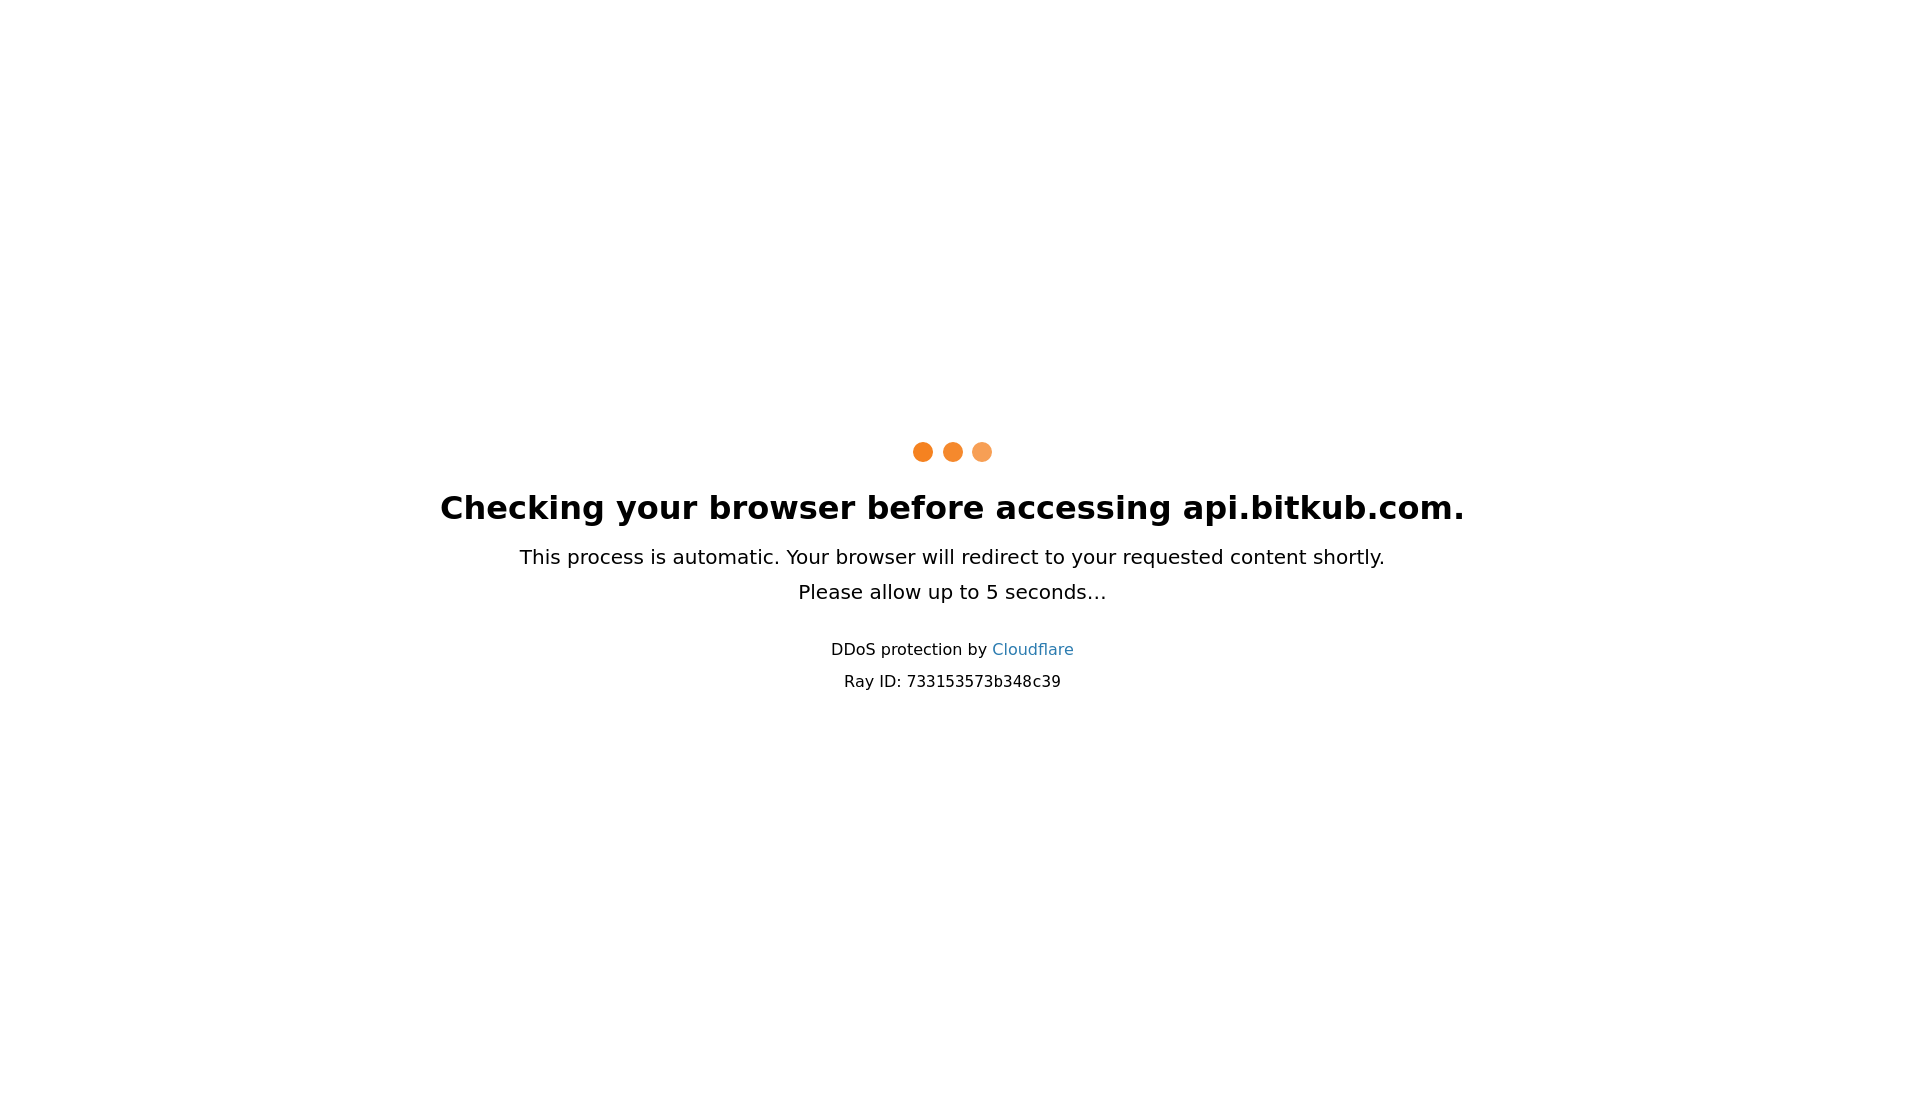 Checking your browser before accessing api.bitkub.com.
This process is automatic. Your browser will redirect to your requested content shortly.
Please allow up to 5 seconds…
DDoS protection by Cloudflare
Ray ID: 733153573b348c39